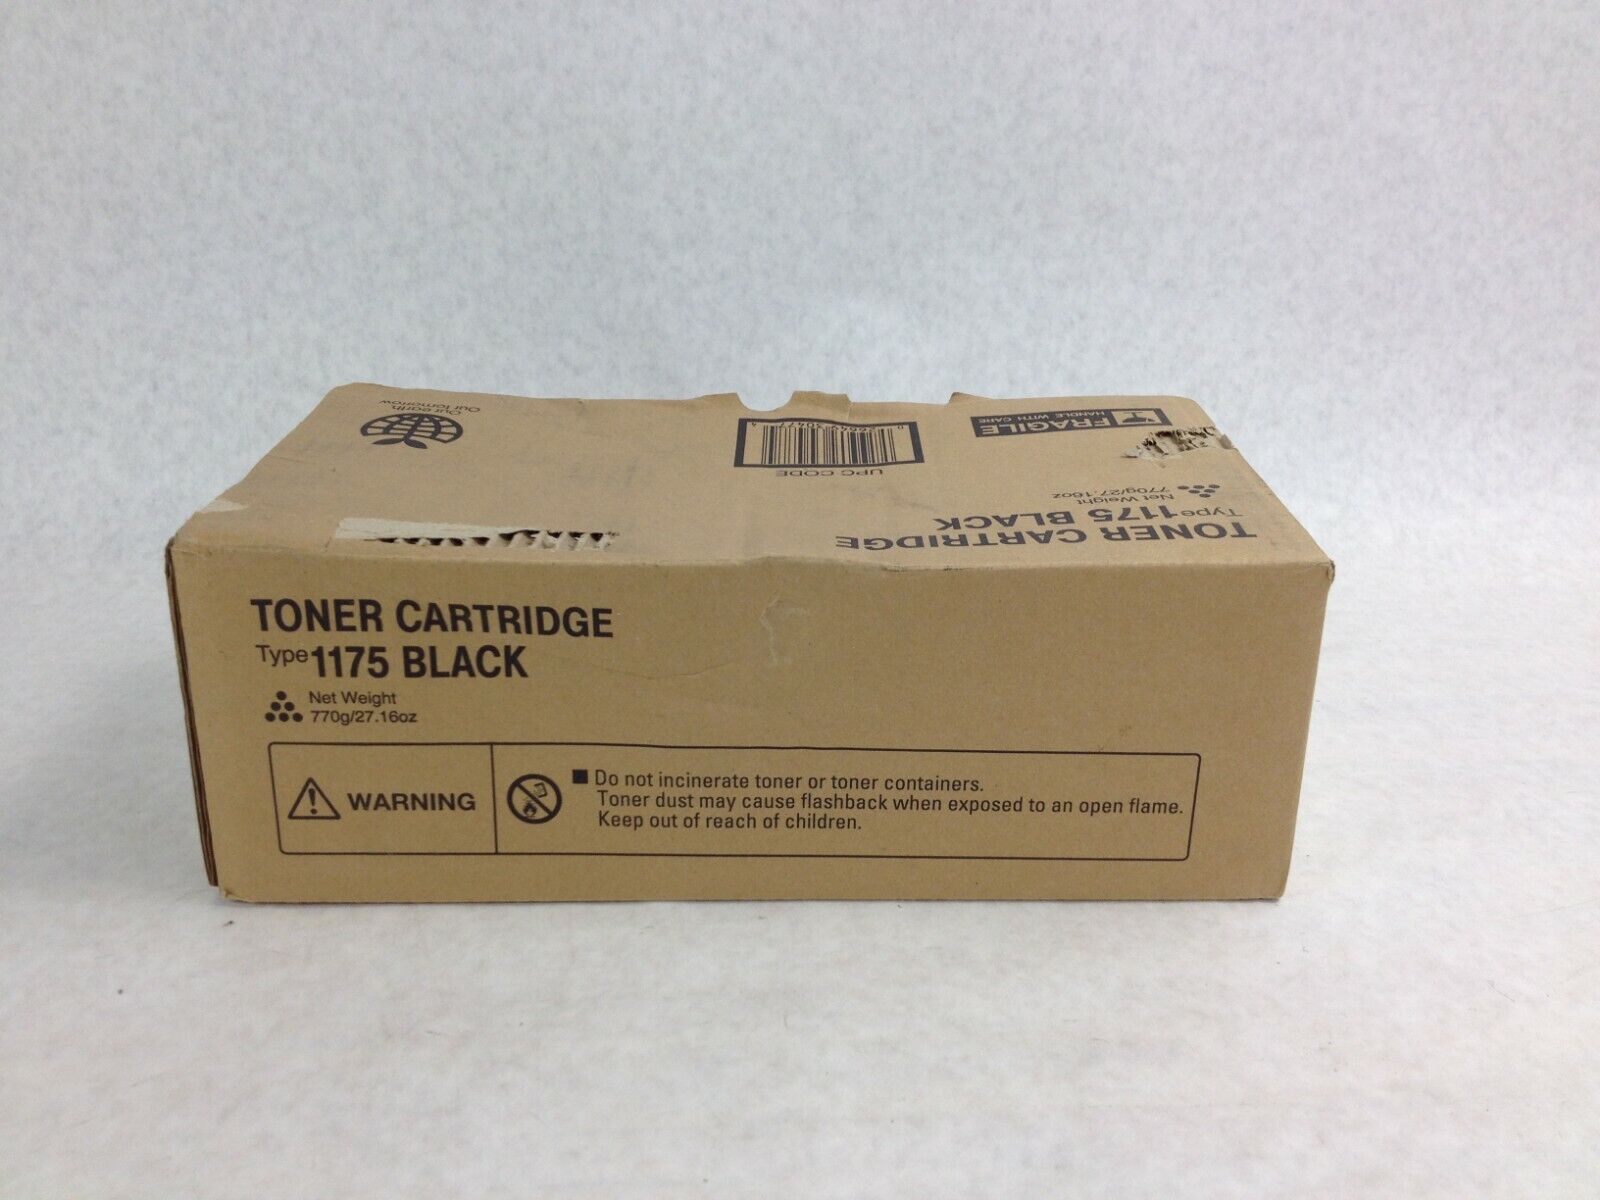 Our earth
Our tomorrow
UPC CODE
FRAGILE
HANDLE WITH CARE
TONER CARTRIDGE
Type 1175 BLACK
Net Weight
770g/27.16oz
TONER CARTRIDGE
Type 1175 BLACK
Net Weight
770g/27.16oz
WARNING
■ Do not incinerate toner or toner containers.
Toner dust may cause flashback when exposed to an open flame.
Keep out of reach of children.